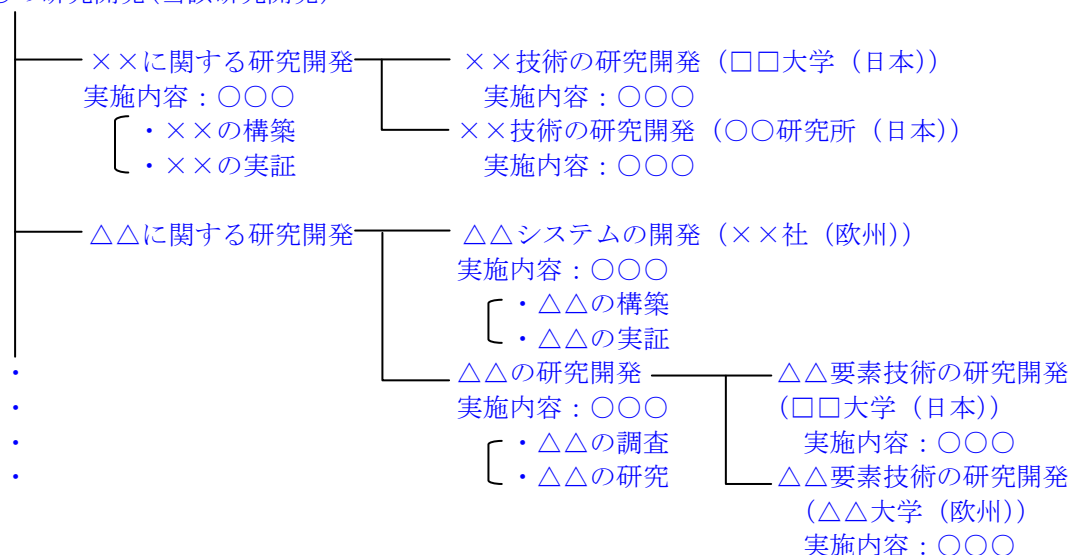 ××に関する研究開発 ××技術の研究開発（□□大学（日本））
実施内容：○○○ 実施内容：○○○
・××の構築 ××技術の研究開発（○○研究所（日本））
・××の実証 実施内容：○○○
△△に関する研究開発 △△システムの開発（××社（欧州））
実施内容：○○○
・△△の構築
・△△の実証
・ △△の研究開発 △△要素技術の研究開発
・ 実施内容：○○○ （□□大学（日本））
・ ・△△の調査 実施内容：○○○
・ ・△△の研究 △△要素技術の研究開発
（△△大学（欧州））
実施内容：○○○